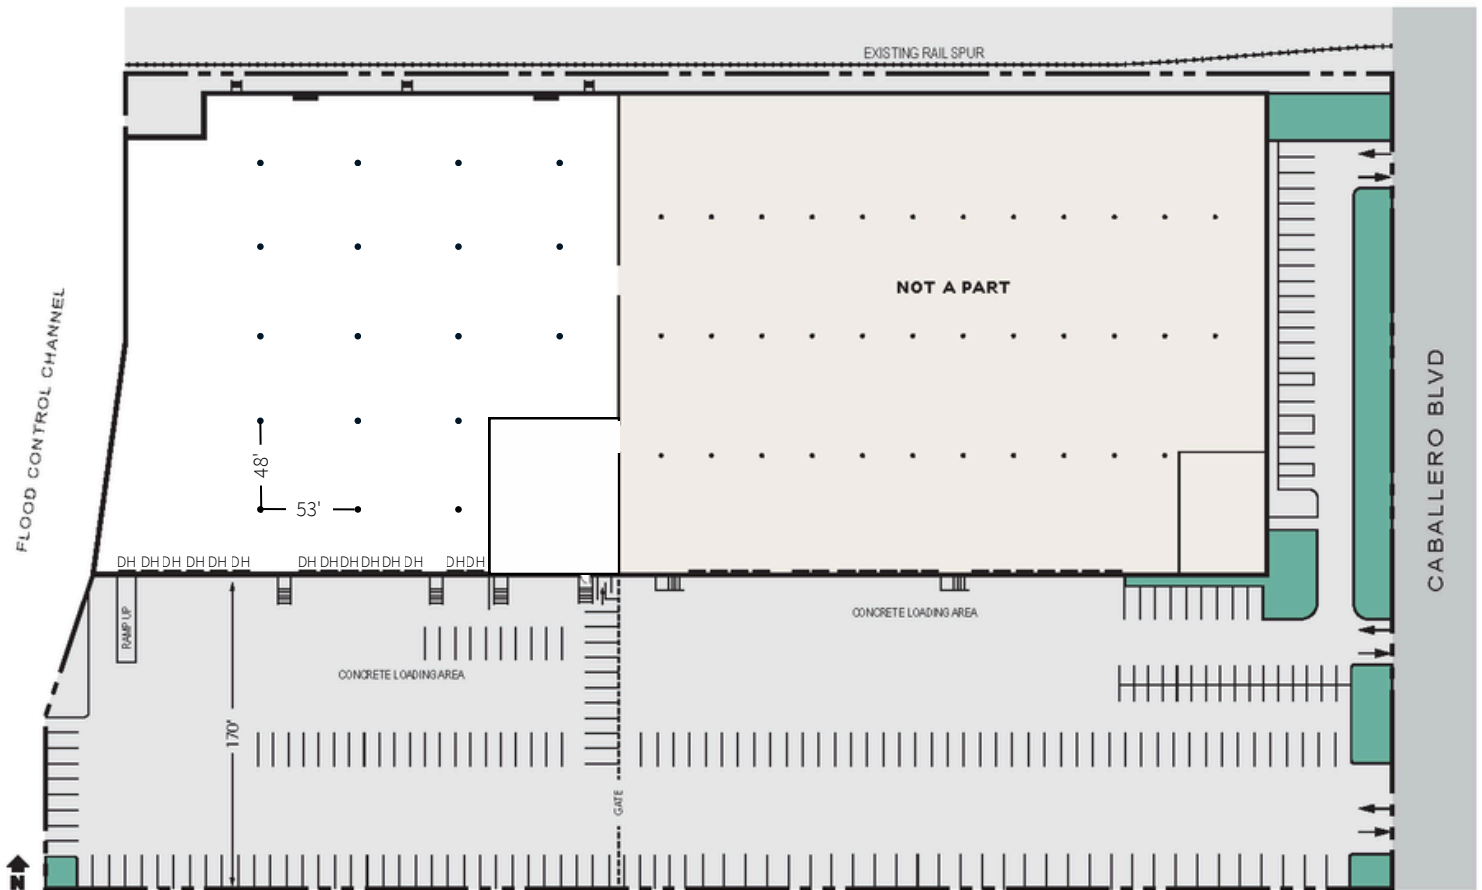 EXISTING RAIL SPUR
NOT A PART
FLOOD CONTROL CHANNEL
CABALLERO BLVD
48'
53'
DH DH DH DH DH DH
DH DH DH DH DH DH
DH DH
RAMP UP
CONCRETE LOADING AREA
CONCRETE LOADING AREA
170'
GATE
N